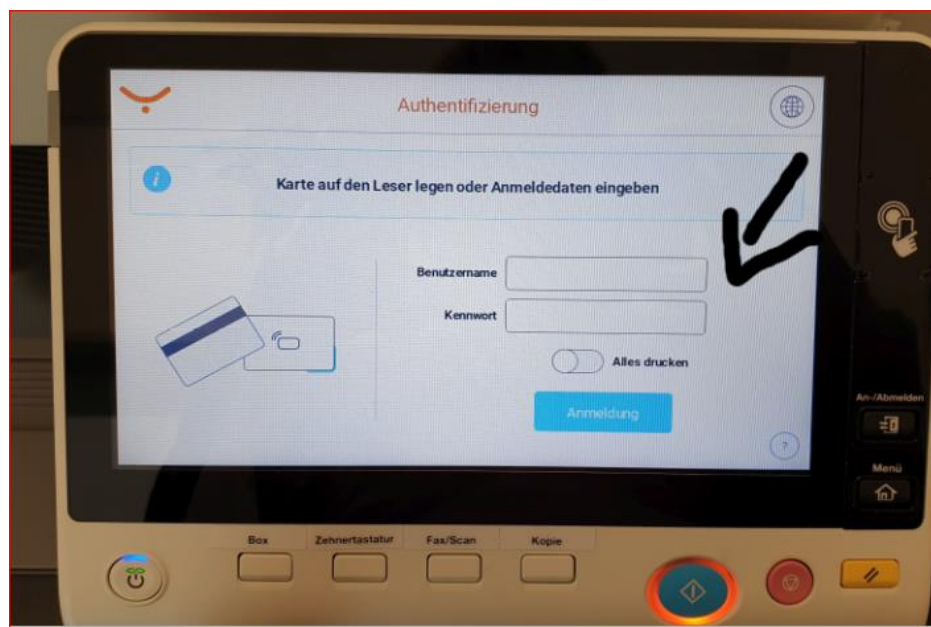 Authentifizierung
i
Karte auf den Leser legen oder Anmeldedaten eingeben
Benutzername
Kennwort
Alles drucken
Anmeldung
?
An-/Abmelden
Menü
Box
Zehnertastatur
Fax/Scan
Kopie